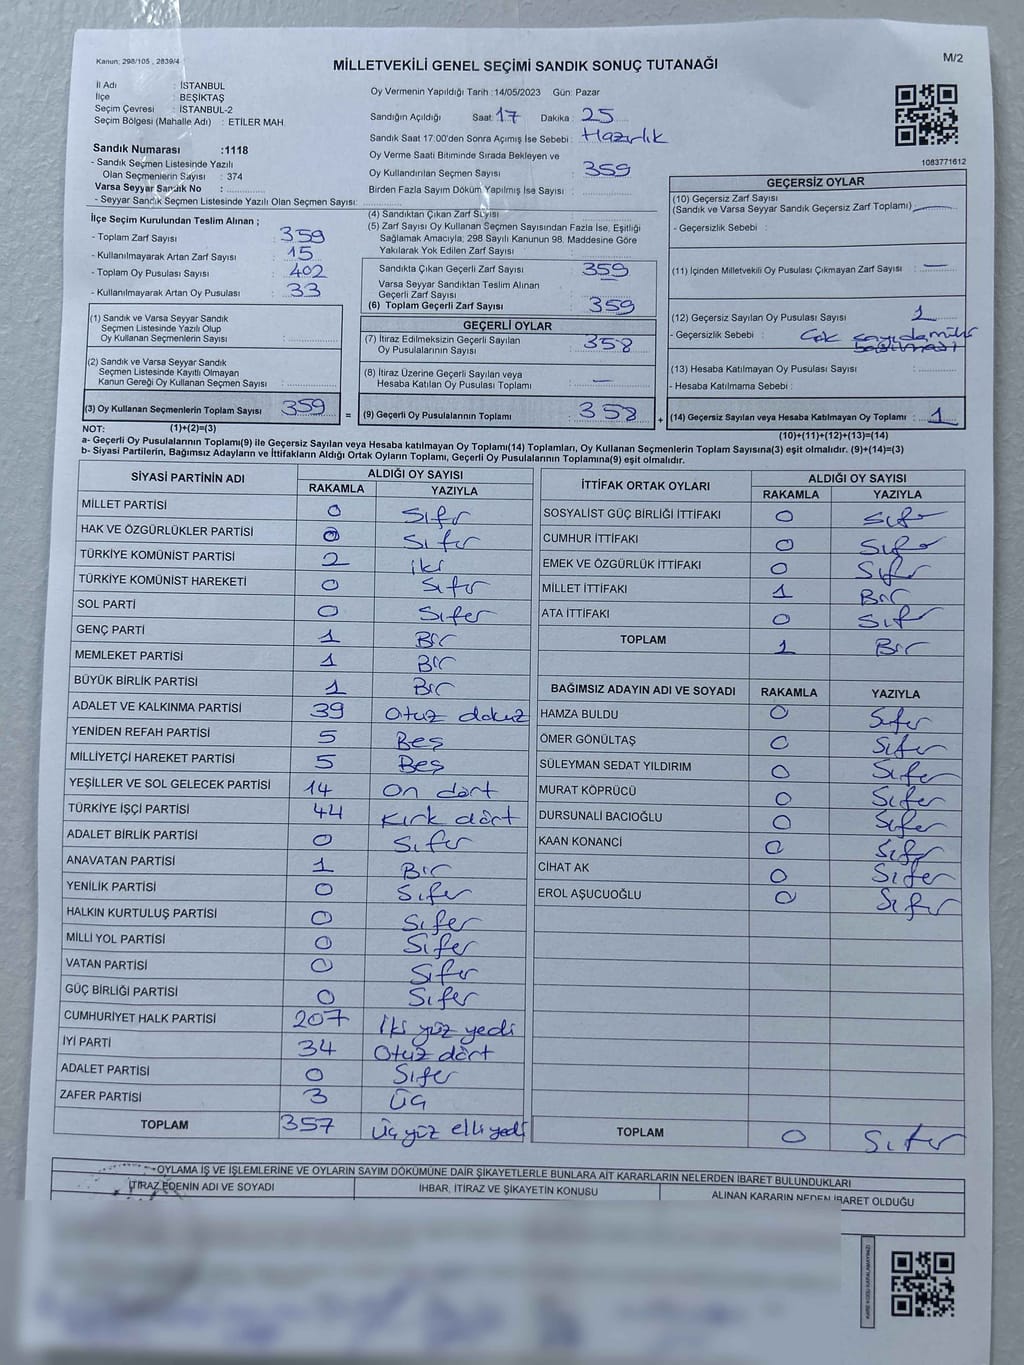 Kanun: 298/105 , 2839/4
MİLLETVEKİLİ GENEL SEÇİMİ SANDIK SONUÇ TUTANAĞI
M/2
İl Adı : İSTANBUL
İlçe : BEŞİKTAŞ
Seçim Çevresi : İSTANBUL-2
Seçim Bölgesi (Mahalle Adı) : ETİLER MAH.
Sandık Numarası :1118
- Sandık Seçmen Listesinde Yazılı
Olan Seçmenlerin Sayısı : 374
Varsa Seyyar Sandık No :
- Seyyar Sandık Seçmen Listesinde Yazılı Olan Seçmen Sayısı:
Oy Vermenin Yapıldığı Tarih :14/05/2023 Gün: Pazar
Sandığın Açıldığı Saat: 17 Dakika : 25
Sandık Saat 17:00'den Sonra Açımış İse Sebebi : Hazırlık
Oy Verme Saati Bitiminde Sırada Bekleyen ve
Oy Kullandırılan Seçmen Sayısı : 359
Birden Fazla Sayım Döküm Yapılmış İse Sayısı :
1083771612
İlçe Seçim Kurulundan Teslim Alınan ;
- Toplam Zarf Sayısı : 359
- Kullanılmayarak Artan Zarf Sayısı : 15
- Toplam Oy Pusulası Sayısı : 402
- Kullanılmayarak Artan Oy Pusulası : 33
(1) Sandık ve Varsa Seyyar Sandık
Seçmen Listesinde Yazılı Olup
Oy Kullanan Seçmenlerin Sayısı :
(2) Sandık ve Varsa Seyyar Sandık
Seçmen Listesinde Kayıtlı Olmayan
Kanun Gereği Oy Kullanan Seçmen Sayısı :
(3) Oy Kullanan Seçmenlerin Toplam Sayısı : 359
(4) Sandıktan Çıkan Zarf Sayısı :
(5) Zarf Sayısı Oy Kullanan Seçmen Sayısından Fazla İse, Eşitliği
Sağlamak Amacıyla, 298 Sayılı Kanunun 98. Maddesine Göre
Yakılarak Yok Edilen Zarf Sayısı :
Sandıkta Çıkan Geçerli Zarf Sayısı : 359
Varsa Seyyar Sandıktan Teslim Alınan
Geçerli Zarf Sayısı :
(6) Toplam Geçerli Zarf Sayısı : 359
GEÇERLİ OYLAR
(7) İtiraz Edilmeksizin Geçerli Sayılan
Oy Pusulalarının Sayısı : 358
(8) İtiraz Üzerine Geçerli Sayılan veya
Hesaba Katılan Oy Pusulası Toplamı : —
= (9) Geçerli Oy Pusulalarının Toplamı : 358
GEÇERSİZ OYLAR
(10) Geçersiz Zarf Sayısı
(Sandık ve Varsa Seyyar Sandık Geçersiz Zarf Toplamı) : —
- Geçersizlik Sebebi :
(11) İçinden Milletvekili Oy Pusulası Çıkmayan Zarf Sayısı : —
(12) Geçersiz Sayılan Oy Pusulası Sayısı : 1
- Geçersizlik Sebebi : Çok sayıda mühür
basılması
(13) Hesaba Katılmayan Oy Pusulası Sayısı :
- Hesaba Katılmama Sebebi :
+ (14) Geçersiz Sayılan veya Hesaba Katılmayan Oy Toplamı : 1
NOT: (1)+(2)=(3)
(10)+(11)+(12)+(13)=(14)
a- Geçerli Oy Pusulalarının Toplamı(9) ile Geçersiz Sayılan veya Hesaba katılmayan Oy Toplamı(14) Toplamları, Oy Kullanan Seçmenlerin Toplam Sayısına(3) eşit olmalıdır. (9)+(14)=(3)
b- Siyasi Partilerin, Bağımsız Adayların ve İttifakların Aldığı Ortak Oyların Toplamı, Geçerli Oy Pusulalarının Toplamına(9) eşit olmalıdır.
SİYASİ PARTİNİN ADI ALDIĞI OY SAYISI
RAKAMLA YAZIYLA
MİLLET PARTİSİ 0 Sıfır
HAK VE ÖZGÜRLÜKLER PARTİSİ 0 Sıfır
TÜRKİYE KOMÜNİST PARTİSİ 2 iki
TÜRKİYE KOMÜNİST HAREKETİ 0 Sıfır
SOL PARTİ 0 Sıfır
GENÇ PARTİ 1 Bir
MEMLEKET PARTİSİ 1 Bir
BÜYÜK BİRLİK PARTİSİ 1 Bir
ADALET VE KALKINMA PARTİSİ 39 Otuz dokuz
YENİDEN REFAH PARTİSİ 5 Beş
MİLLİYETÇİ HAREKET PARTİSİ 5 Beş
YEŞİLLER VE SOL GELECEK PARTİSİ 14 On dört
TÜRKİYE İŞÇİ PARTİSİ 44 Kırk dört
ADALET BİRLİK PARTİSİ 0 Sıfır
ANAVATAN PARTİSİ 1 Bir
YENİLİK PARTİSİ 0 Sıfır
HALKIN KURTULUŞ PARTİSİ 0 Sıfır
MİLLİ YOL PARTİSİ 0 Sıfır
VATAN PARTİSİ 0 Sıfır
GÜÇ BİRLİĞİ PARTİSİ 0 Sıfır
CUMHURİYET HALK PARTİSİ 207 İki yüz yedi
İYİ PARTİ 34 Otuz dört
ADALET PARTİSİ 0 Sıfır
ZAFER PARTİSİ 3 Üç
TOPLAM 357 Üç yüz elli yedi
İTTİFAK ORTAK OYLARI ALDIĞI OY SAYISI
RAKAMLA YAZIYLA
SOSYALİST GÜÇ BİRLİĞİ İTTİFAKI 0 Sıfır
CUMHUR İTTİFAKI 0 Sıfır
EMEK VE ÖZGÜRLÜK İTTİFAKI 0 Sıfır
MİLLET İTTİFAKI 1 Bir
ATA İTTİFAKI 0 Sıfır
TOPLAM 1 Bir
BAĞIMSIZ ADAYIN ADI VE SOYADI RAKAMLA YAZIYLA
HAMZA BULDU 0 Sıfır
ÖMER GÖNÜLTAŞ 0 Sıfır
SÜLEYMAN SEDAT YILDIRIM 0 Sıfır
MURAT KÖPRÜCÜ 0 Sıfır
DURSUNALİ BACIOĞLU 0 Sıfır
KAAN KONANCİ 0 Sıfır
CİHAT AK 0 Sıfır
EROL AŞUCUOĞLU 0 Sıfır
TOPLAM 0 Sıfır
OYLAMA İŞ VE İŞLEMLERİNE VE OYLARIN SAYIM DÖKÜMÜNE DAİR ŞİKAYETLERLE BUNLARA AİT KARARLARIN NELERDEN İBARET BULUNDUKLARI
İTİRAZ EDENİN ADI VE SOYADI İHBAR, İTİRAZ VE ŞİKAYETİN KONUSU ALINAN KARARIN NEDEN İBARET OLDUĞU